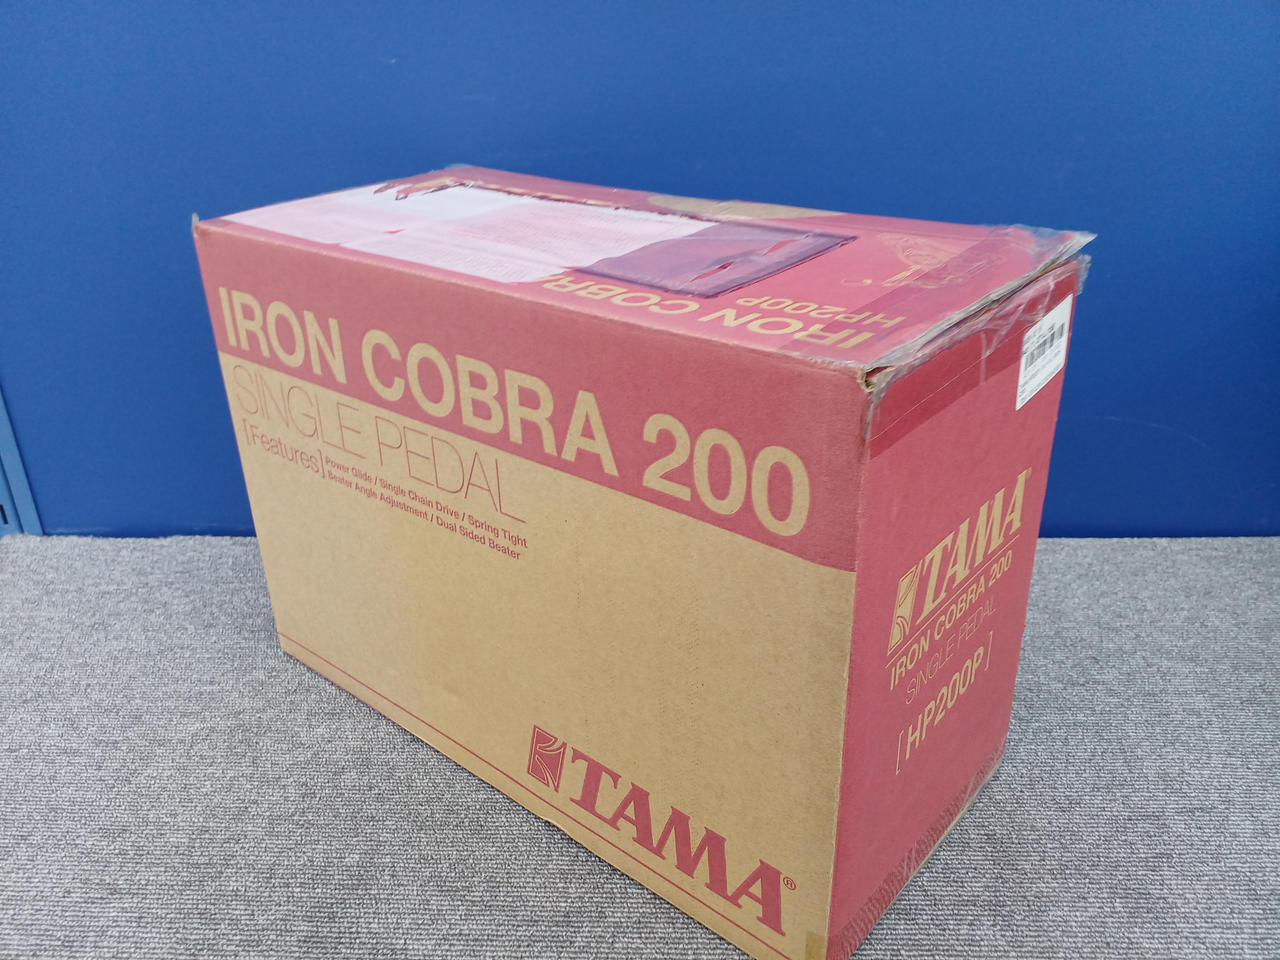 IRON COBRA 200
HP200P
IRON COBRA 200
SINGLE PEDAL
[Features]
Power Glide / Single Chain Drive / Spring Tight
Beater Angle Adjustment / Dual Sided Beater
TAMA®
TAMA
IRON COBRA 200
SINGLE PEDAL
[HP200P]